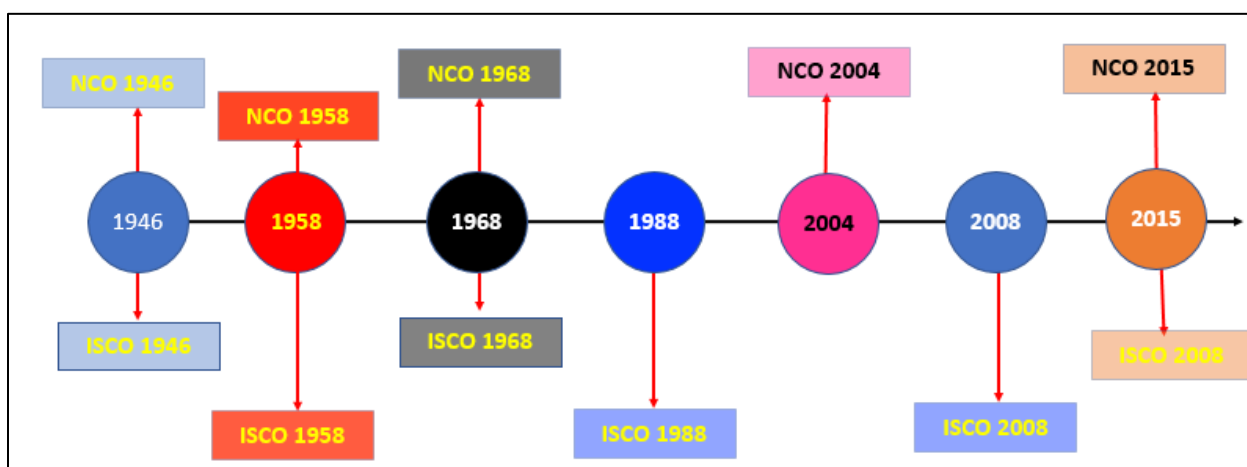 NCO 1946
NCO 1958
NCO 1968
NCO 2004
NCO 2015
1946
1958
1968
1988
2004
2008
2015
ISCO 1946
ISCO 1958
ISCO 1968
ISCO 1988
ISCO 2008
ISCO 2008